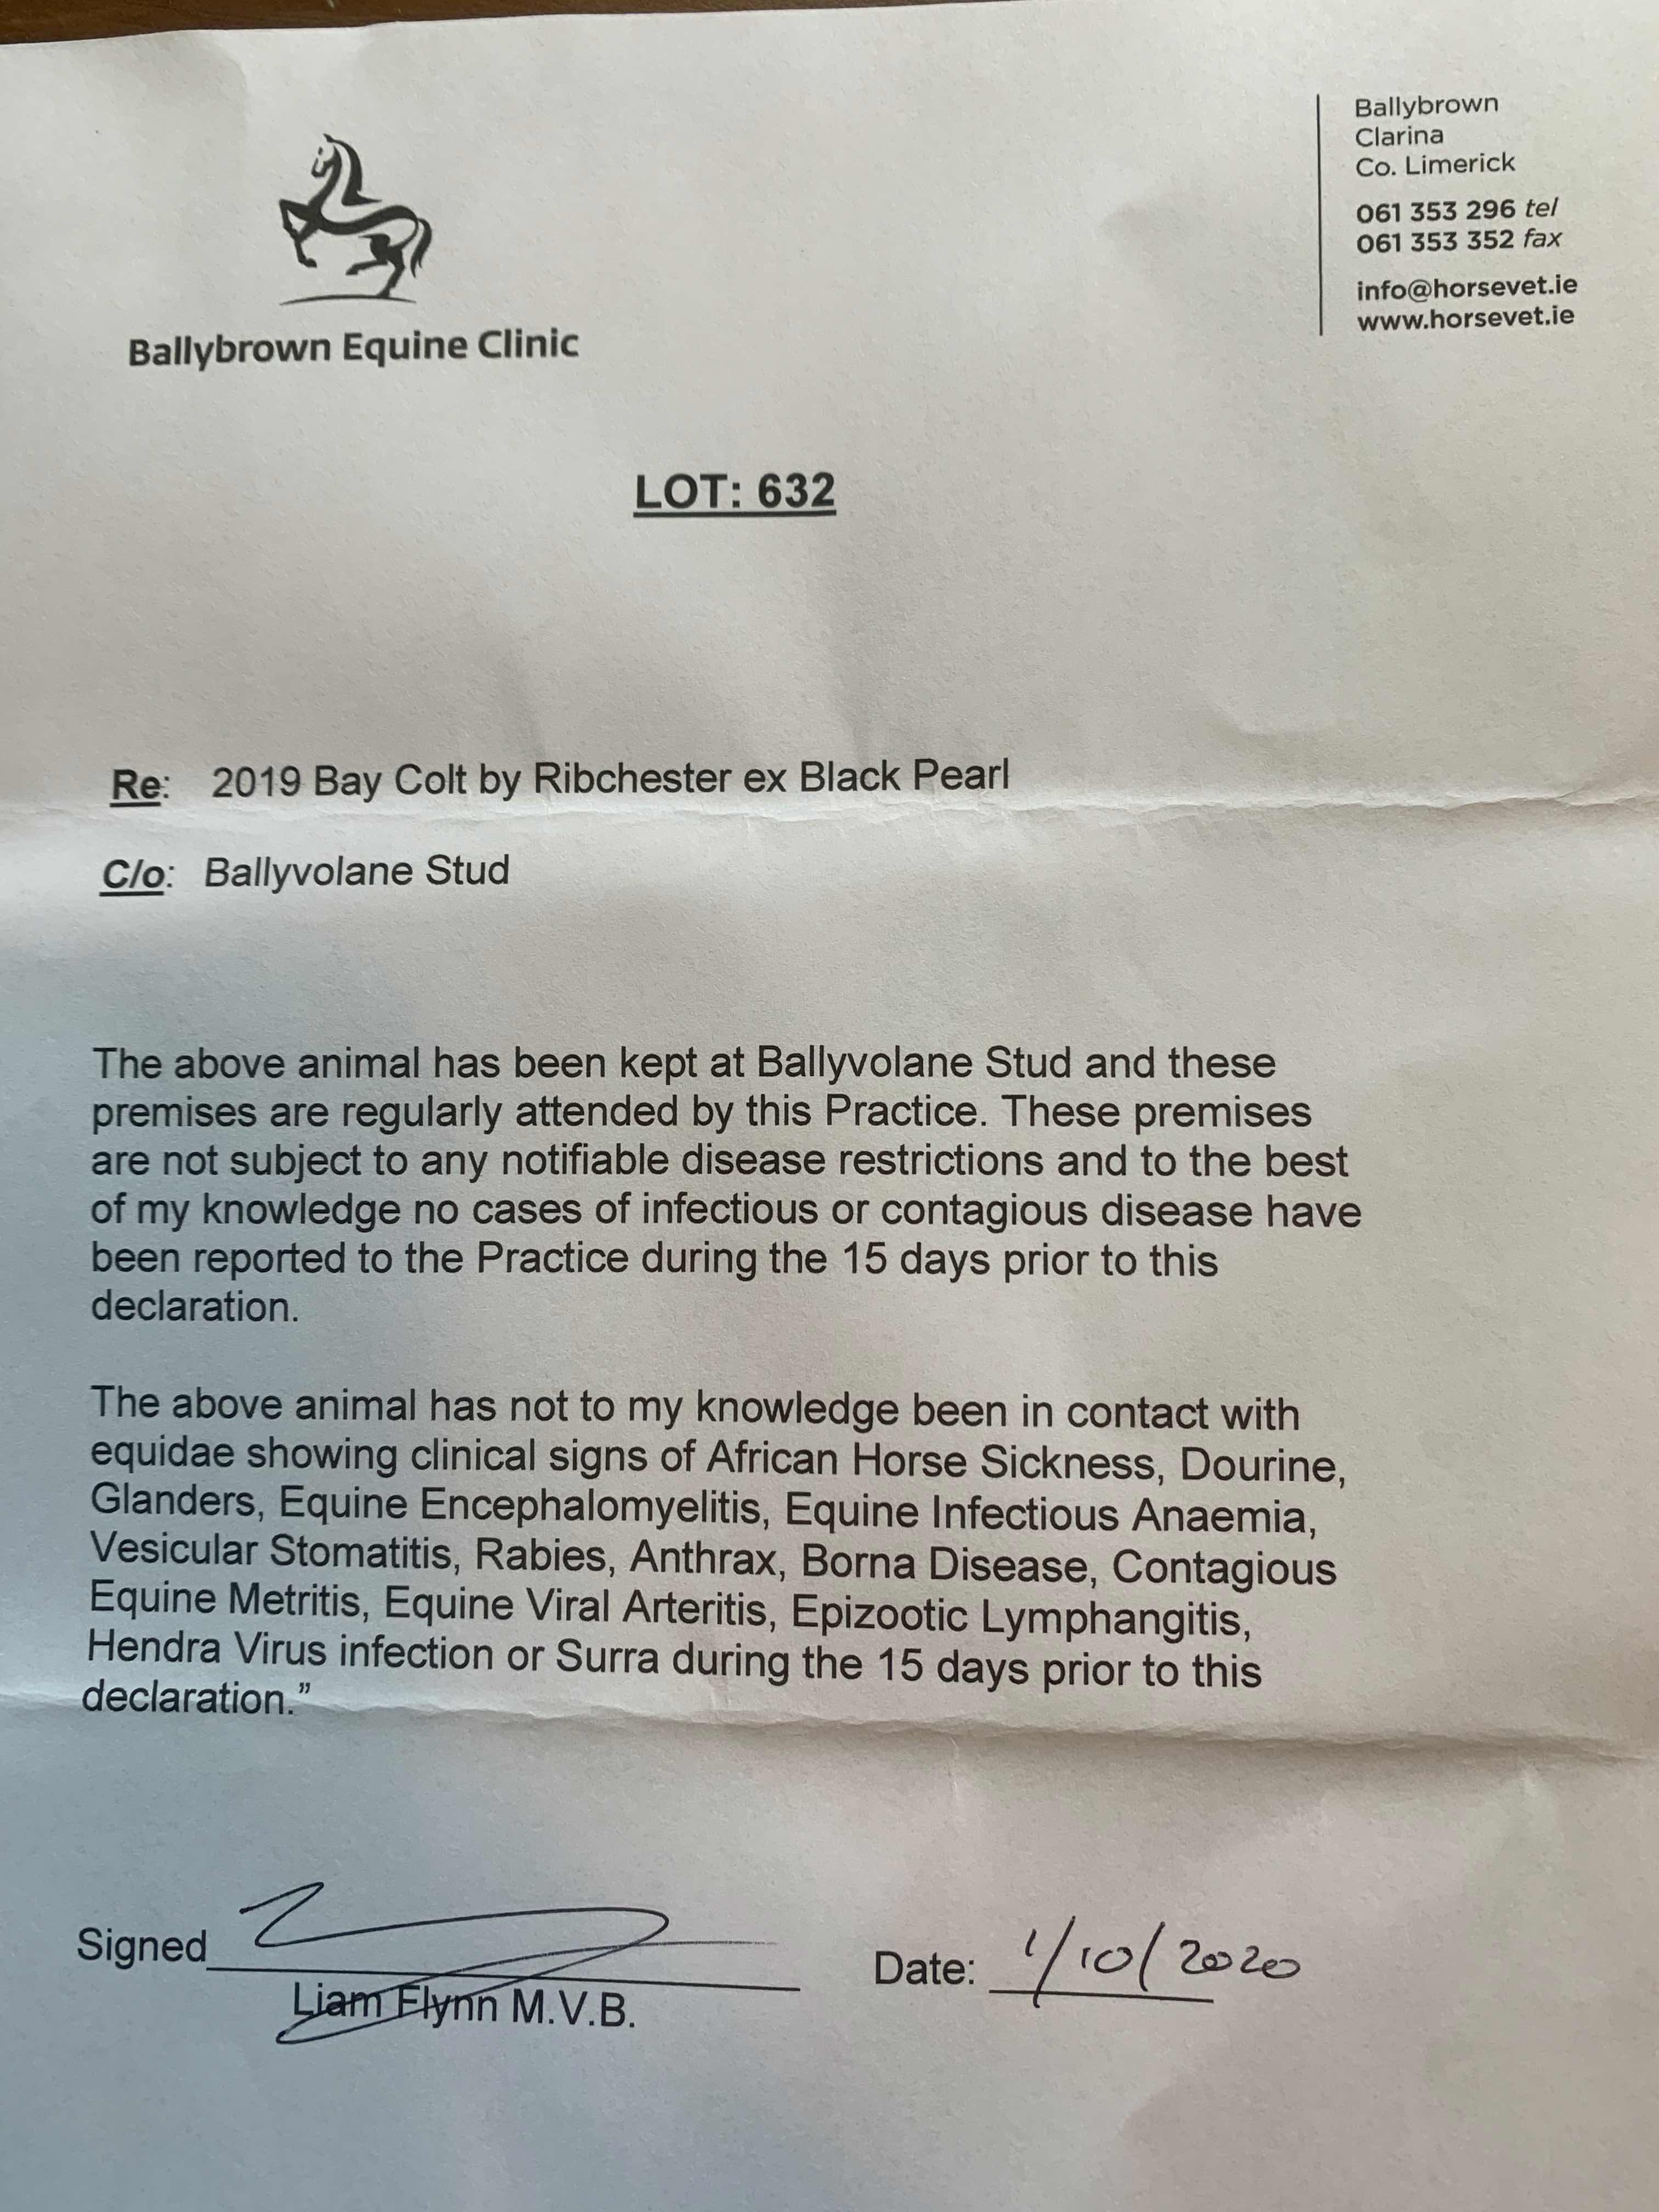 Ballybrown
Clarina
Co. Limerick
061 353 296 tel
061 353 352 fax
info@horsevet.ie
www.horsevet.ie
Ballybrown Equine Clinic
LOT: 632
Re: 2019 Bay Colt by Ribchester ex Black Pearl
C/o: Ballyvolane Stud
The above animal has been kept at Ballyvolane Stud and these
premises are regularly attended by this Practice. These premises
are not subject to any notifiable disease restrictions and to the best
of my knowledge no cases of infectious or contagious disease have
been reported to the Practice during the 15 days prior to this
declaration.
The above animal has not to my knowledge been in contact with
equidae showing clinical signs of African Horse Sickness, Dourine,
Glanders, Equine Encephalomyelitis, Equine Infectious Anaemia,
Vesicular Stomatitis, Rabies, Anthrax, Borna Disease, Contagious
Equine Metritis, Equine Viral Arteritis, Epizootic Lymphangitis,
Hendra Virus infection or Surra during the 15 days prior to this
declaration.”
Signed
Date: 1/10/2020
Liam Flynn M.V.B.